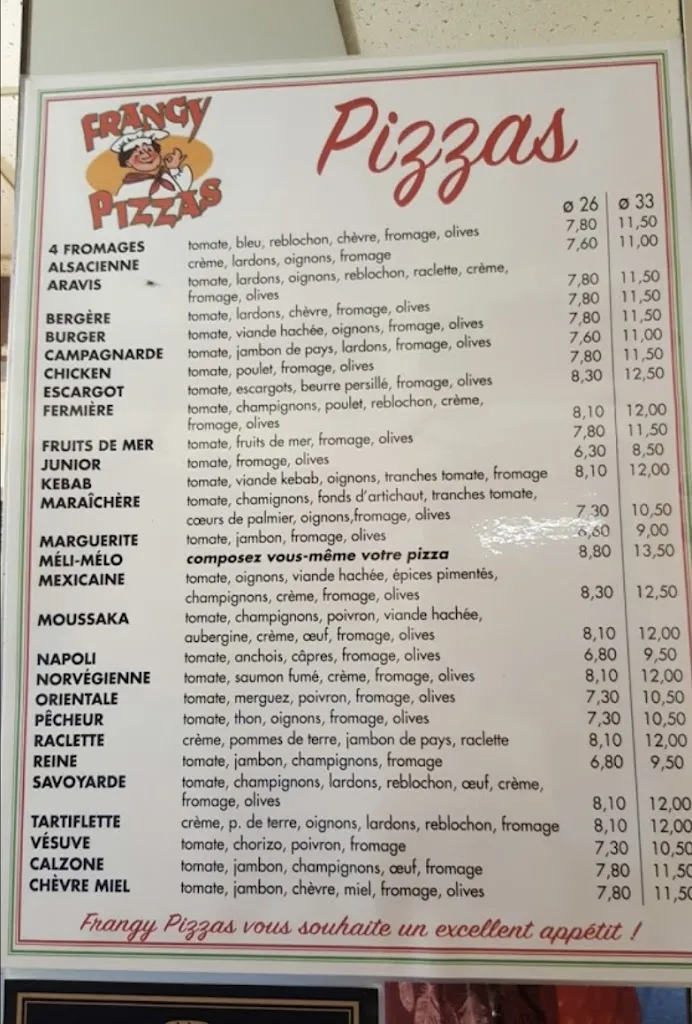 FRANGY
PIZZAS
Pizzas
ø 26 ø 33
4 FROMAGES tomate, bleu, reblochon, chèvre, fromage, olives 7,80 11,50
ALSACIENNE crème, lardons, oignons, fromage 7,60 11,00
ARAVIS tomate, lardons, oignons, reblochon, raclette, crème,
fromage, olives 7,80 11,50
BERGÈRE tomate, lardons, chèvre, fromage, olives 7,80 11,50
BURGER tomate, viande hachée, oignons, fromage, olives 7,80 11,50
CAMPAGNARDE tomate, jambon de pays, lardons, fromage, olives 7,60 11,00
CHICKEN tomate, poulet, fromage, olives 7,80 11,50
ESCARGOT tomate, escargots, beurre persillé, fromage, olives 8,30 12,50
FERMIÈRE tomate, champignons, poulet, reblochon, crème,
fromage, olives 8,10 12,00
FRUITS DE MER tomate, fruits de mer, fromage, olives 7,80 11,50
JUNIOR tomate, fromage, olives 6,30 8,50
KEBAB tomate, viande kebab, oignons, tranches tomate, fromage 8,10 12,00
MARAÎCHÈRE tomate, chamignons, fonds d'artichaut, tranches tomate,
cœurs de palmier, oignons,fromage, olives 7,30 10,50
MARGUERITE tomate, jambon, fromage, olives 6,60 9,00
MÉLI-MÉLO composez vous-même votre pizza 8,80 13,50
MEXICAINE tomate, oignons, viande hachée, épices pimentés,
champignons, crème, fromage, olives 8,30 12,50
MOUSSAKA tomate, champignons, poivron, viande hachée,
aubergine, crème, œuf, fromage, olives 8,10 12,00
NAPOLI tomate, anchois, câpres, fromage, olives 6,80 9,50
NORVÉGIENNE tomate, saumon fumé, crème, fromage, olives 8,10 12,00
ORIENTALE tomate, merguez, poivron, fromage, olives 7,30 10,50
PÊCHEUR tomate, thon, oignons, fromage, olives 7,30 10,50
RACLETTE crème, pommes de terre, jambon de pays, raclette 8,10 12,00
REINE tomate, jambon, champignons, fromage 6,80 9,50
SAVOYARDE tomate, champignons, lardons, reblochon, œuf, crème,
fromage, olives 8,10 12,00
TARTIFLETTE crème, p. de terre, oignons, lardons, reblochon, fromage 8,10 12,00
VÉSUVE tomate, chorizo, poivron, fromage 7,30 10,50
CALZONE tomate, jambon, champignons, œuf, fromage 7,80 11,50
CHÈVRE MIEL tomate, jambon, chèvre, miel, fromage, olives 7,80 11,50
Frangy Pizzas vous souhaite un excellent appétit !